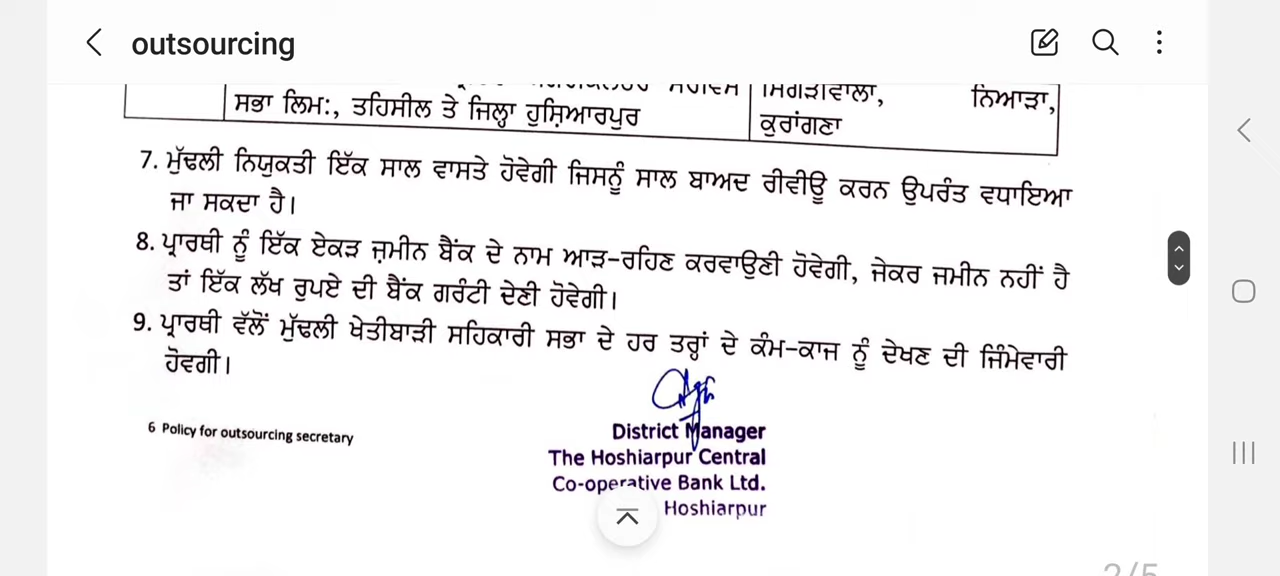 outsourcing
ਸਭਾ ਲਿਮ:, ਤਹਿਸੀਲ ਤੇ ਜਿਲ੍ਹਾ ਹੁਸ਼ਿਆਰਪੁਰ
ਸਿੰਗੜੀਵਾਲਾ, ਨਿਆੜਾ,
ਕੁਰਾਂਗਣਾ
7. ਮੁੱਢਲੀ ਨਿਯੁਕਤੀ ਇੱਕ ਸਾਲ ਵਾਸਤੇ ਹੋਵੇਗੀ ਜਿਸਨੂੰ ਸਾਲ ਬਾਅਦ ਰੀਵੀਊ ਕਰਨ ਉਪਰੰਤ ਵਧਾਇਆ
ਜਾ ਸਕਦਾ ਹੈ।
8. ਪ੍ਰਾਰਥੀ ਨੂੰ ਇੱਕ ਏਕੜ ਜ਼ਮੀਨ ਬੈਂਕ ਦੇ ਨਾਮ ਆੜ-ਰਹਿਣ ਕਰਵਾਉਣੀ ਹੋਵੇਗੀ, ਜੇਕਰ ਜਮੀਨ ਨਹੀਂ ਹੈ
ਤਾਂ ਇੱਕ ਲੱਖ ਰੁਪਏ ਦੀ ਬੈਂਕ ਗਰੰਟੀ ਦੇਣੀ ਹੋਵੇਗੀ।
9. ਪ੍ਰਾਰਥੀ ਵੱਲੋਂ ਮੁੱਢਲੀ ਖੇਤੀਬਾੜੀ ਸਹਿਕਾਰੀ ਸਭਾ ਦੇ ਹਰ ਤਰ੍ਹਾਂ ਦੇ ਕੰਮ-ਕਾਜ ਨੂੰ ਦੇਖਣ ਦੀ ਜਿੰਮੇਵਾਰੀ
ਹੋਵਗੀ।
6 Policy for outsourcing secretary
District Manager
The Hoshiarpur Central
Co-operative Bank Ltd.
Hoshiarpur